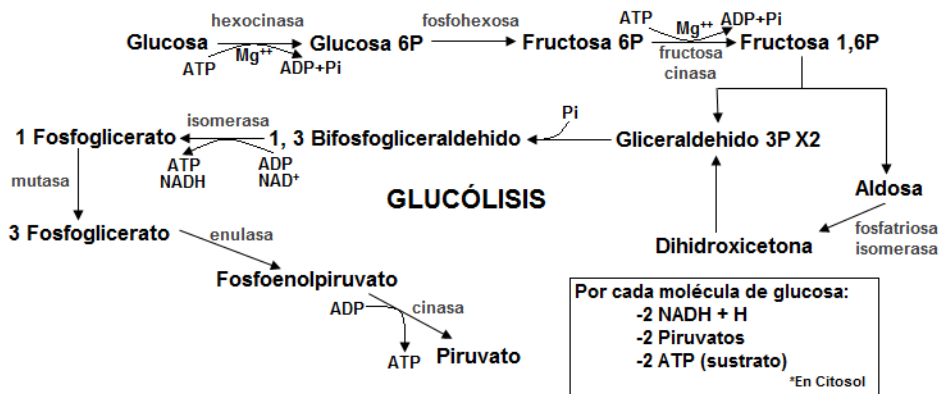 hexocinasa
Glucosa
ATP
Mg++
ADP+Pi
Glucosa 6P
fosfohexosa
Fructosa 6P
ATP
Mg++
ADP+Pi
fructosa
cinasa
Fructosa 1,6P
Pi
isomerasa
1 Fosfoglicerato
ATP
NADH
ADP
NAD+
1, 3 Bifosfogliceraldehido
Gliceraldehido 3P X2
mutasa
GLUCÓLISIS
Aldosa
fosfatriosa
isomerasa
Dihidroxicetona
3 Fosfoglicerato
enulasa
Fosfoenolpiruvato
ADP
cinasa
ATP
Piruvato
Por cada molécula de glucosa:
-2 NADH + H
-2 Piruvatos
-2 ATP (sustrato)
*En Citosol